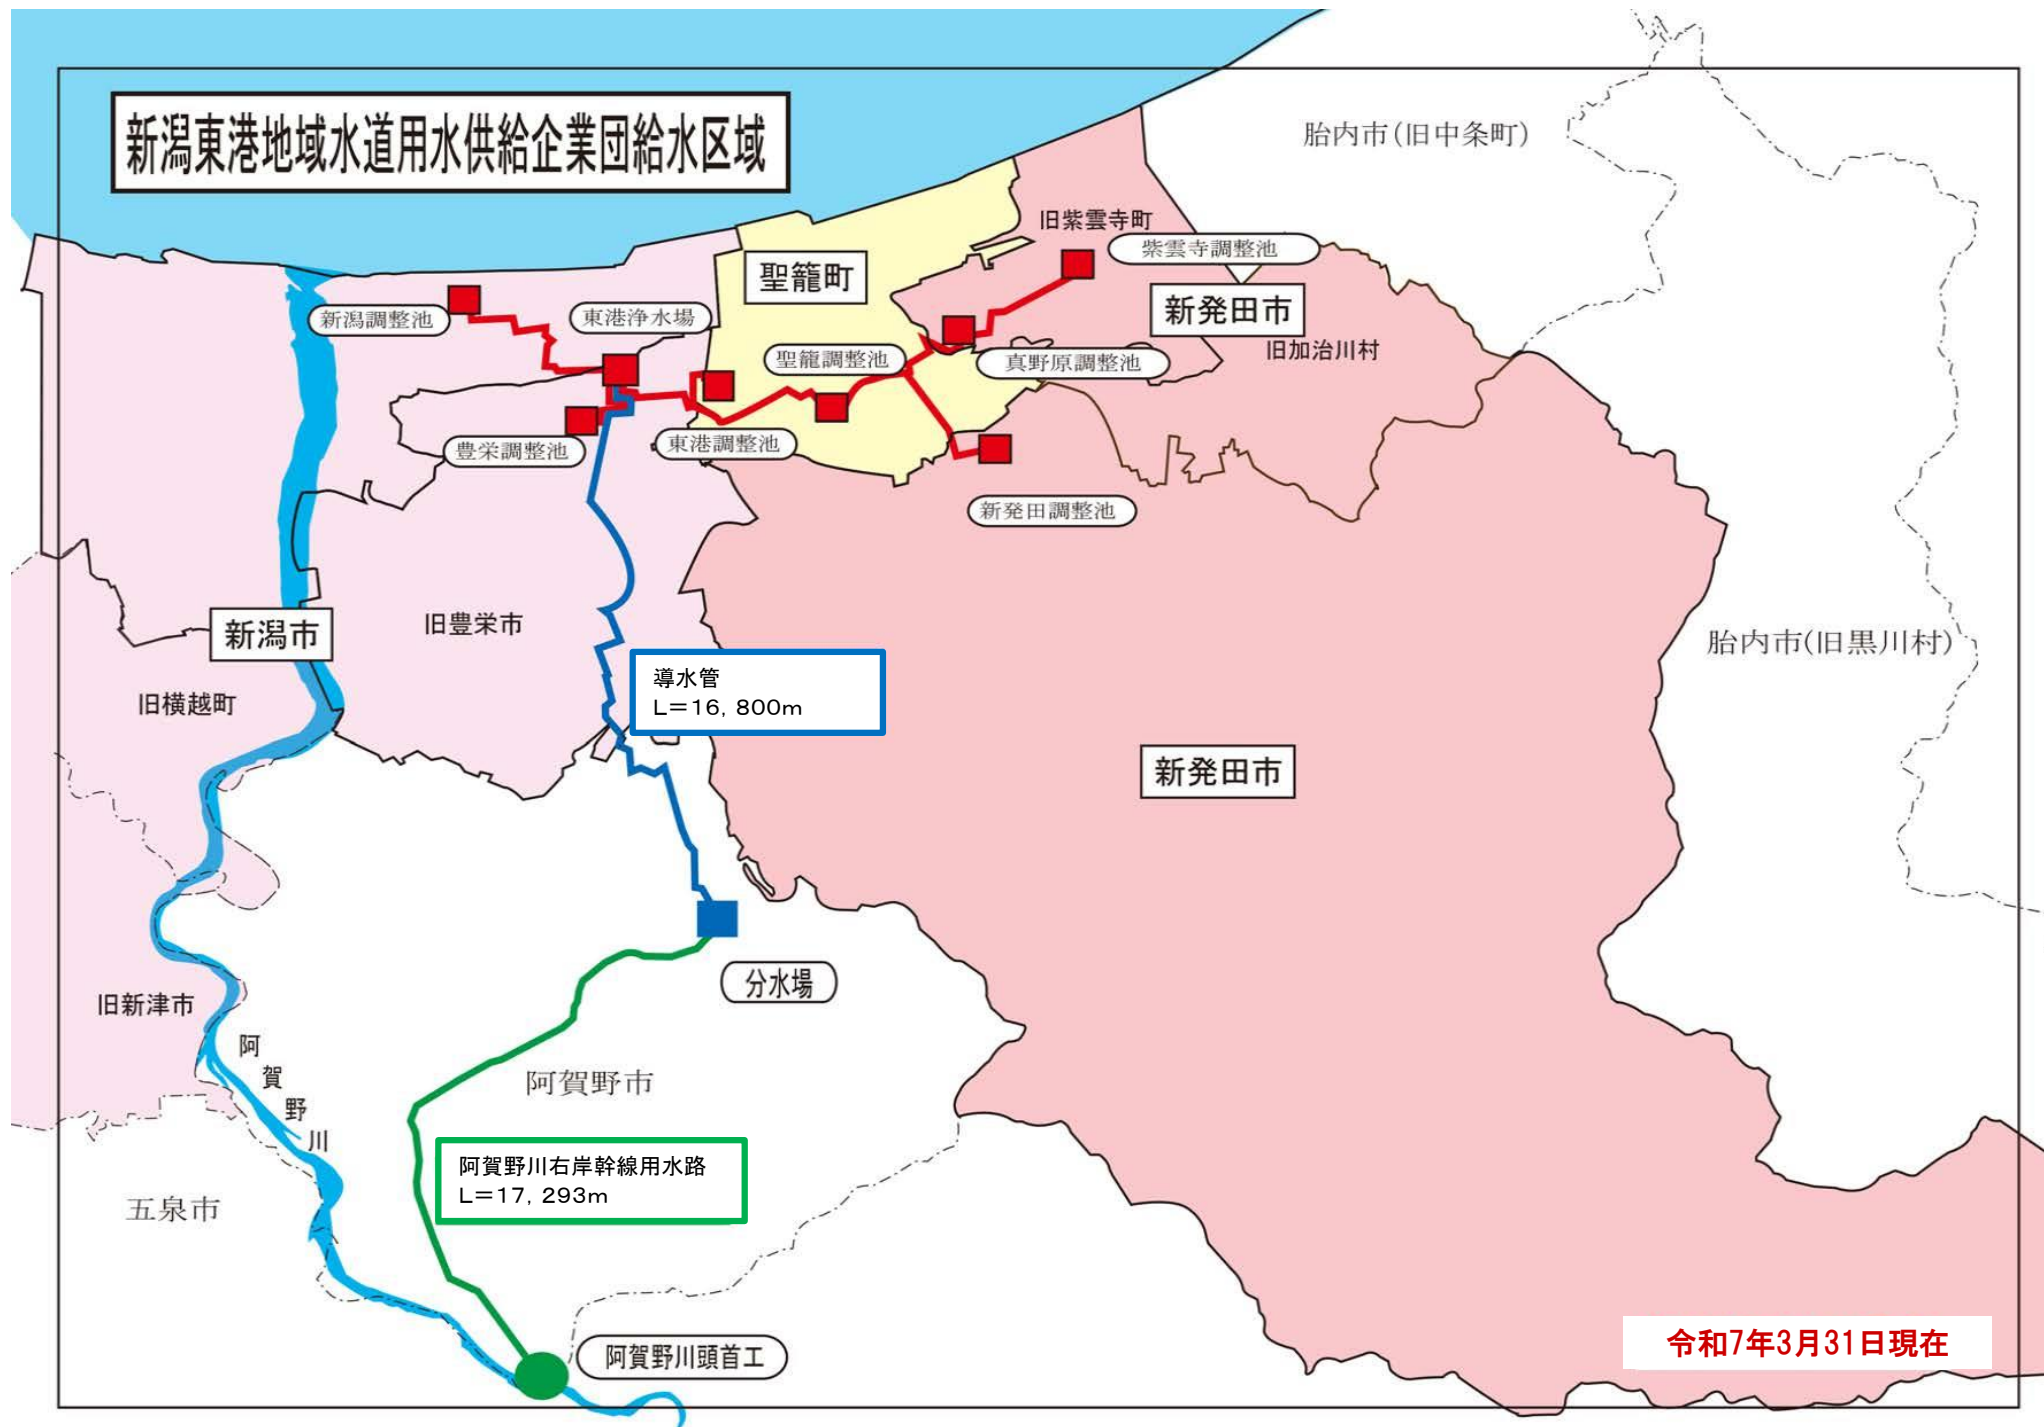 新潟東港地域水道用水供給企業団給水区域
胎内市(旧中条町)
旧紫雲寺町
紫雲寺調整池
聖籠町
新発田市
新潟調整池
東港浄水場
旧加治川村
聖籠調整池
真野原調整池
豊栄調整池
東港調整池
新発田調整池
新潟市
旧豊栄市
胎内市(旧黒川村)
導水管
L=16,800m
旧横越町
新発田市
分水場
旧新津市
阿賀野川
阿賀野市
阿賀野川右岸幹線用水路
L=17,293m
五泉市
令和7年3月31日現在
阿賀野川頭首工